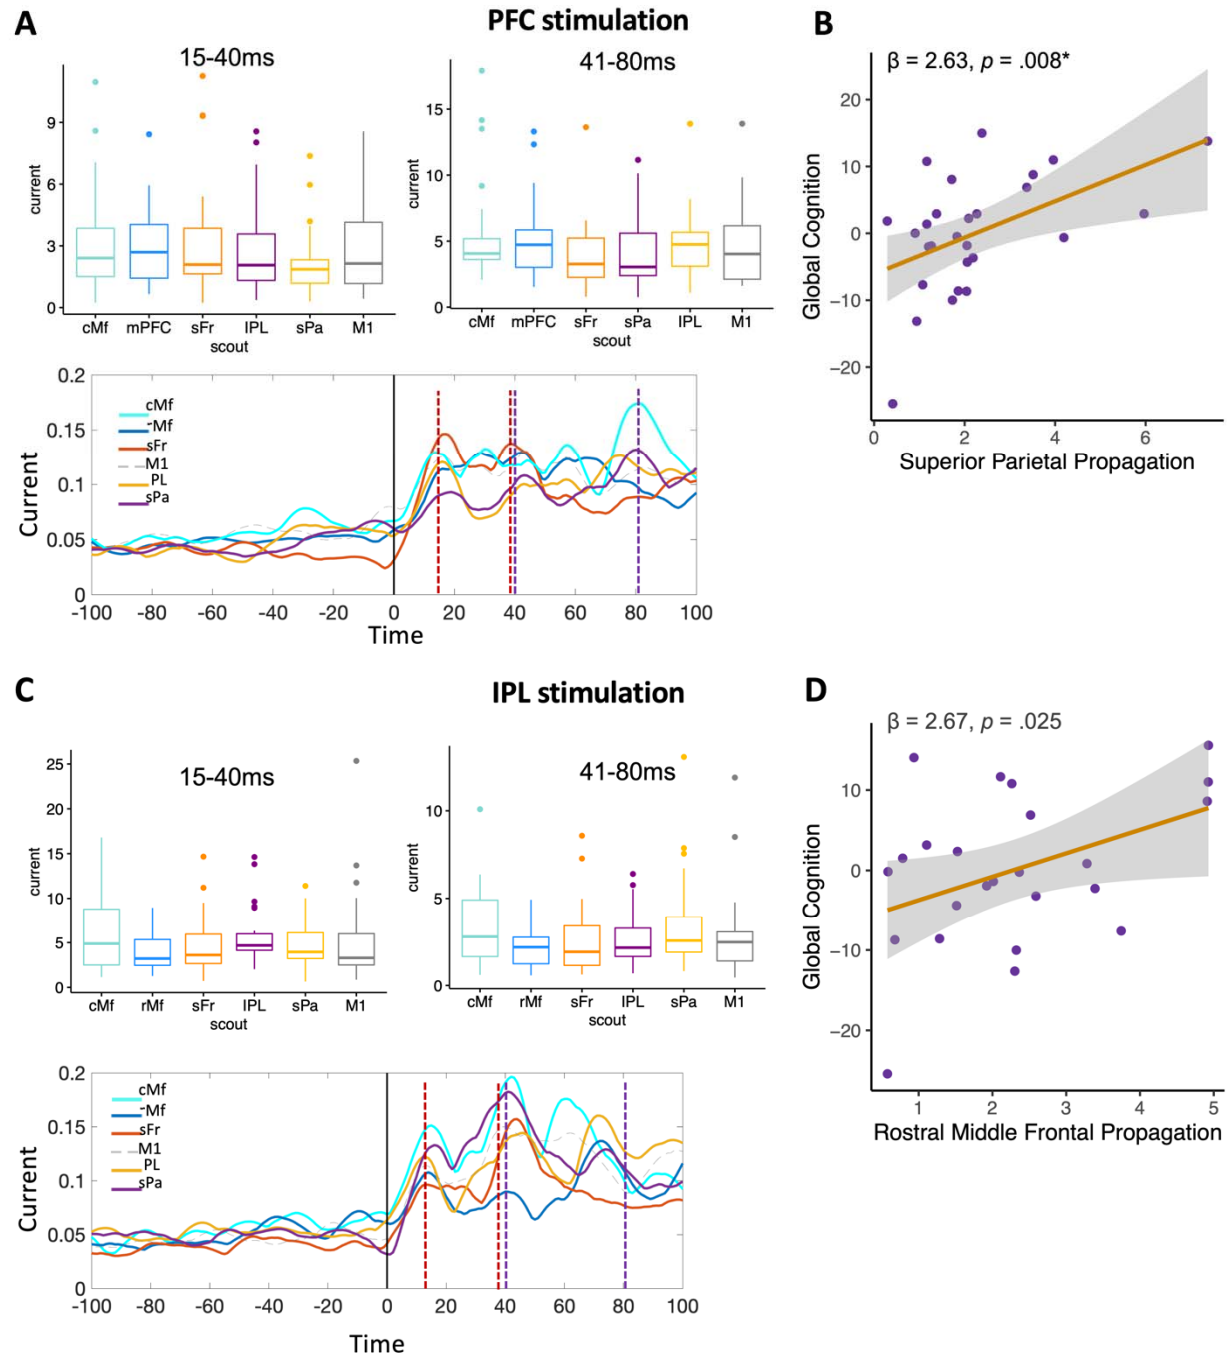 A
PFC stimulation
15-40ms
current
9
6
3
0
cMf mPFC sFr IPL sPa M1
scout
41-80ms
current
15
10
5
0
cMf mPFC sFr sPa IPL M1
scout
B
β = 2.63, p = .008*
Global Cognition
20
10
0
−10
−20
0 2 4 6
Superior Parietal Propagation
0.2
0.15
0.1
0.05
0
Current
cMf
-Mf
sFr
M1
PL
sPa
-100 -80 -60 -40 -20 0 20 40 60 80 100
Time
C
IPL stimulation
15-40ms
current
25
20
15
10
5
0
cMf rMf sFr IPL sPa M1
scout
41-80ms
current
10
5
0
cMf rMf sFr IPL sPa M1
scout
D
β = 2.67, p = .025
Global Cognition
10
0
−10
−20
1 2 3 4 5
Rostral Middle Frontal Propagation
0.2
0.15
0.1
0.05
0
Current
cMf
-Mf
sFr
M1
PL
sPa
-100 -80 -60 -40 -20 0 20 40 60 80 100
Time